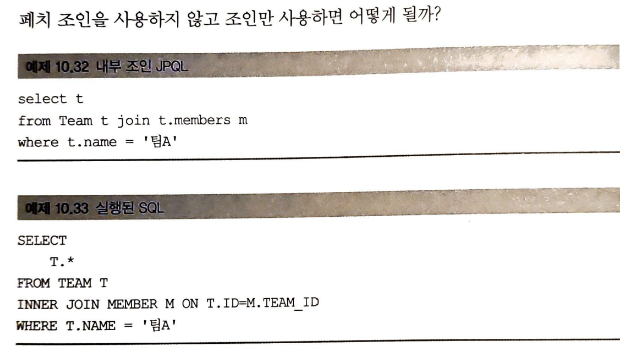 페치 조인을 사용하지 않고 조인만 사용하면 어떻게 될까?
예제 10.32 내부 조인 JPQL
select t
from Team t join t.members m
where t.name = '팀A'
예제 10.33 실행된 SQL
SELECT
    T.*
FROM TEAM T
INNER JOIN MEMBER M ON T.ID=M.TEAM_ID
WHERE T.NAME = '팀A'